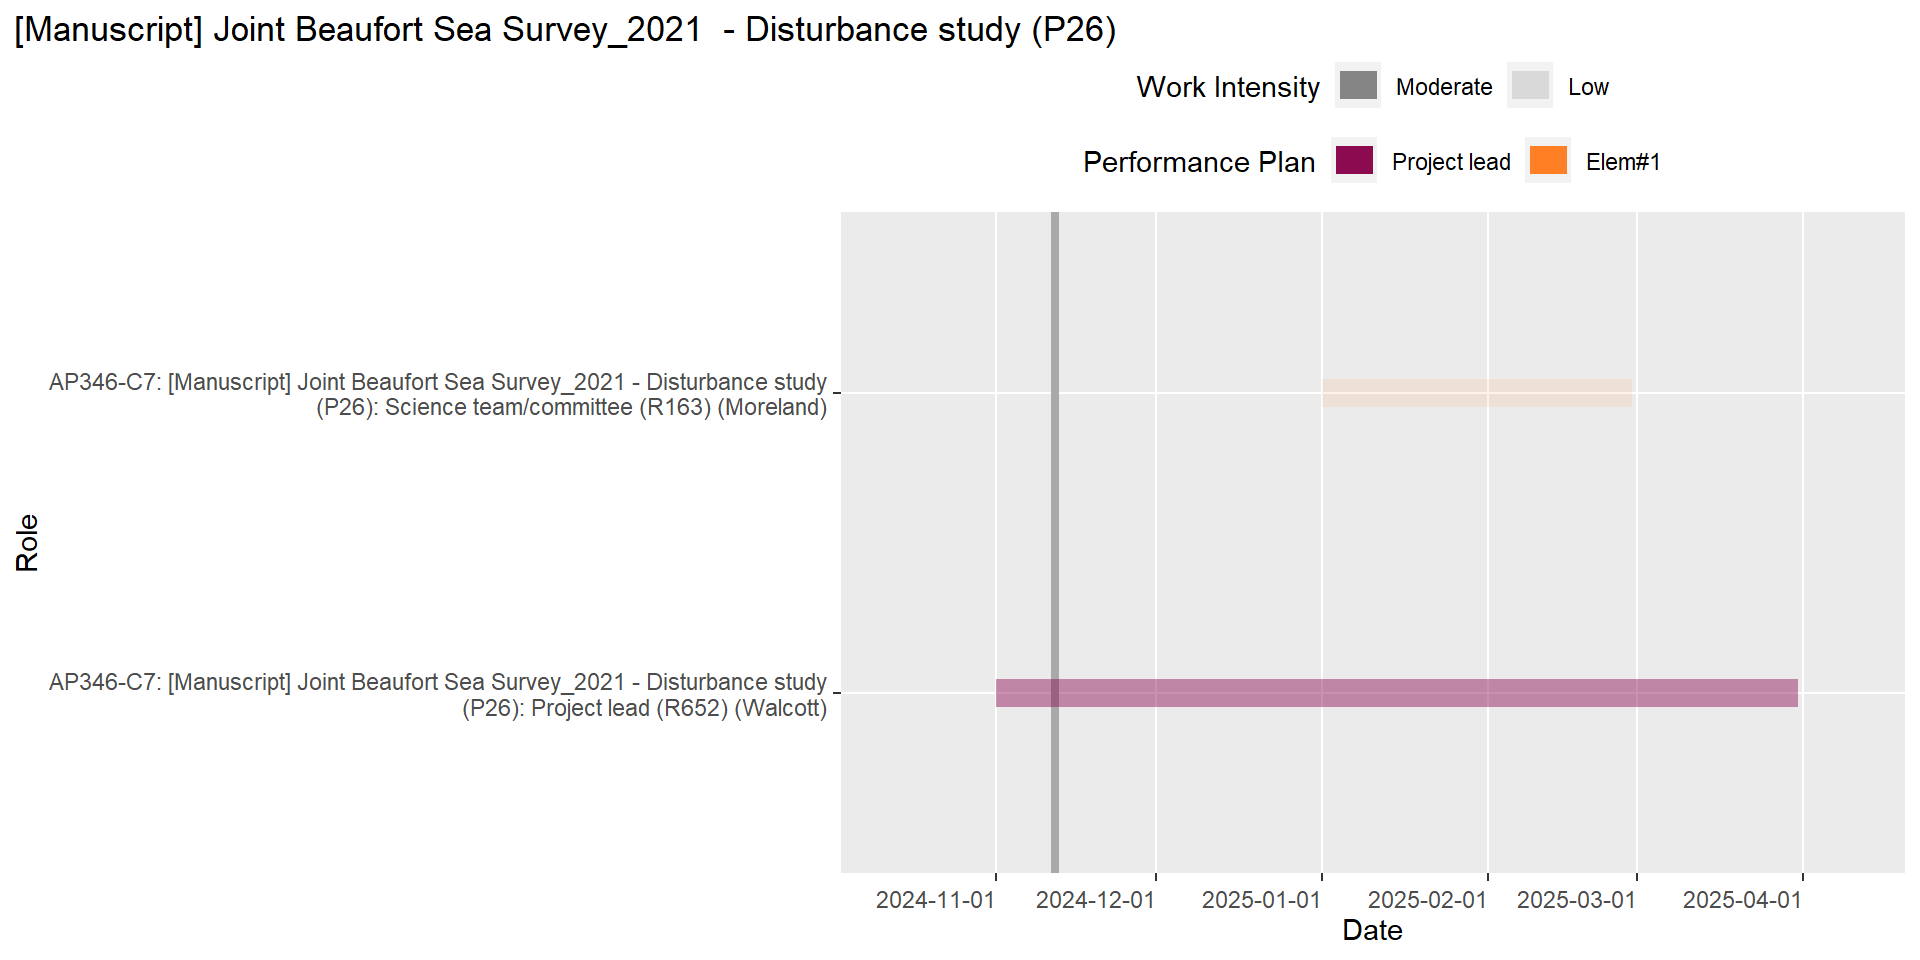 [Manuscript] Joint Beaufort Sea Survey_2021  - Disturbance study (P26)
Work Intensity Moderate Low
Performance Plan Project lead Elem#1
AP346-C7: [Manuscript] Joint Beaufort Sea Survey_2021 - Disturbance study
(P26): Science team/committee (R163) (Moreland)
Role
AP346-C7: [Manuscript] Joint Beaufort Sea Survey_2021 - Disturbance study
(P26): Project lead (R652) (Walcott)
2024-11-01 2024-12-01 2025-01-01 2025-02-01 2025-03-01 2025-04-01
Date